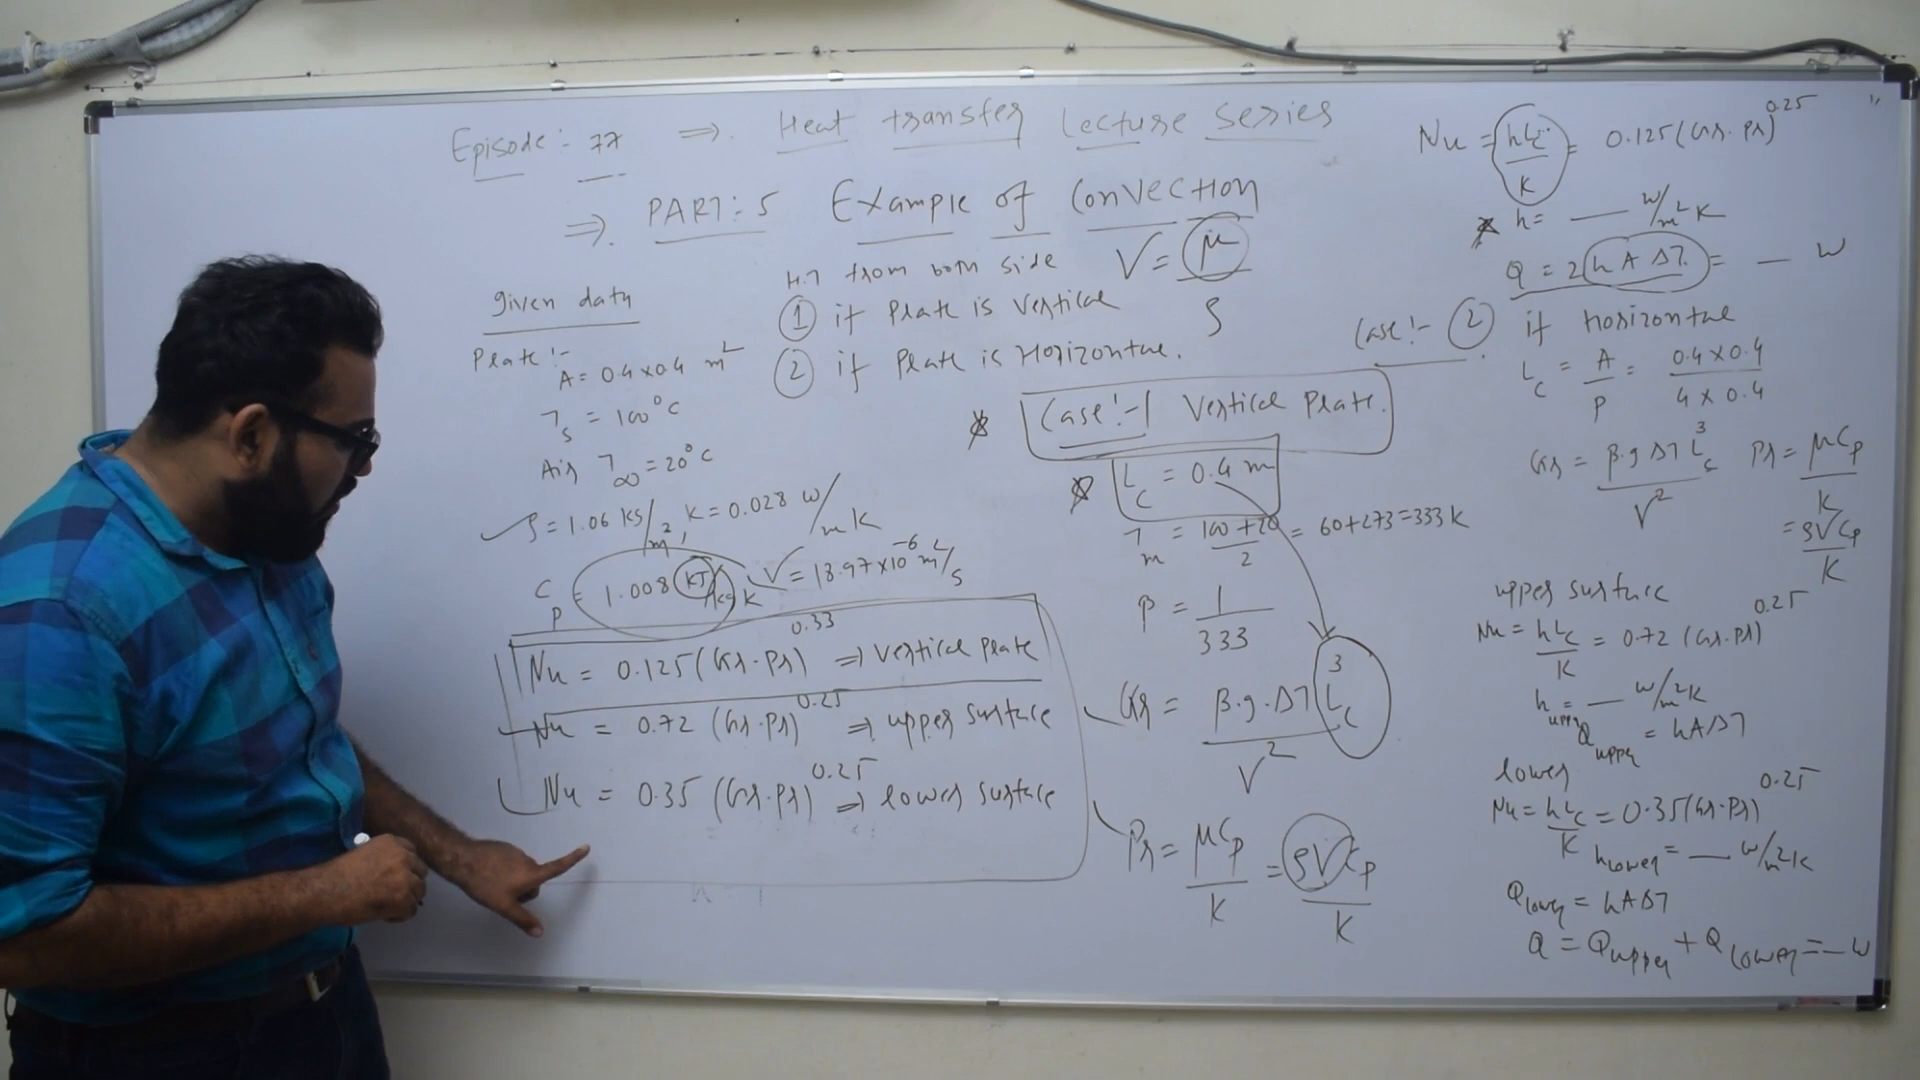 Episode:- 77 ⇒. Heat transfer Lecture Series
⇒. PART:- 5 Example of Convection
given data
Plate:-
A = 0.4 x 0.4 m²
Ts = 100°C
Air T∞ = 20°C
ρ = 1.06 kg/m³, K = 0.028 w/mK
Cp = 1.008 kJ/kg K, ν = 18.97x10⁻⁶ m²/s
Nu = 0.125 (Gr.Pr)^0.33 ⇒ Vertical plate
Nu = 0.72 (Gr.Pr)^0.25 ⇒ upper surface
Nu = 0.35 (Gr.Pr)^0.25 ⇒ lower surface
H.T from both side
① if Plate is Vertical
② if Plate is Horizontal.
ν = μ/ρ
Case:-1 Vertical Plate.
Lc = 0.4 m
Tm = (100+20)/2 = 60+273=333 K
β = 1/333
Gr = β.g.ΔT Lc³/ν²
Pr = μCp/K = ρνCp/K
Nu = hLc/K = 0.125(Gr.Pr)^0.25
h = — w/m²K
Q = 2 h A ΔT. = — W
Case:- ② if horizontal
Lc = A/P = (0.4 x 0.4)/(4 x 0.4)
Gr = β.g ΔT Lc³/ν² Pr = μCp/K
= ρνCp/K
upper surface
Nu = hLc/K = 0.72 (Gr.Pr)^0.25
h upper = — w/m²K
Q upper = hAΔT
lower
Nu = hLc/K = 0.35(Gr.Pr)^0.25
h lower = — w/m²K
Q lower = hAΔT
Q = Q upper + Q lower = — W